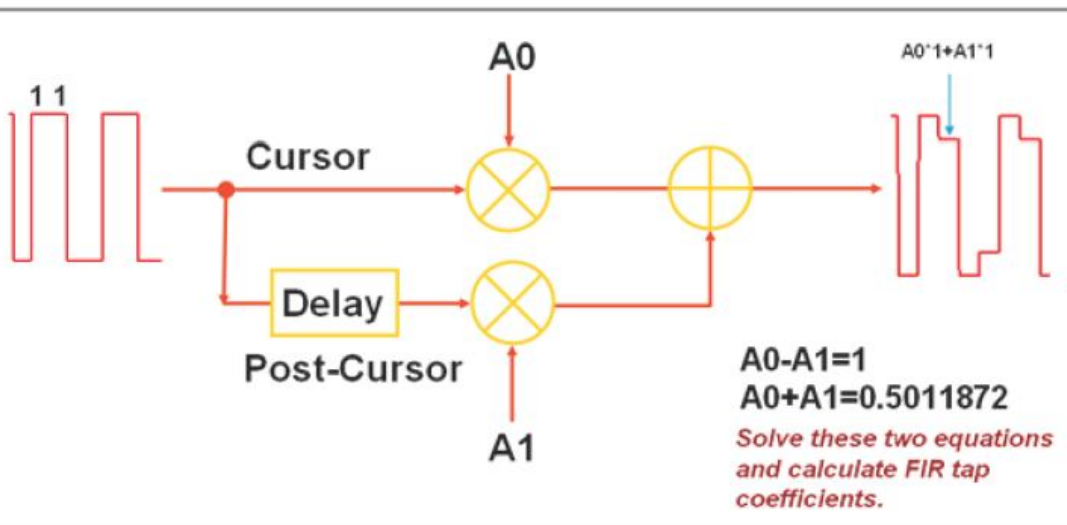 A0
A0*1+A1*1
1 1
Cursor
Delay
Post-Cursor
A1
A0-A1=1
A0+A1=0.5011872
Solve these two equations
and calculate FIR tap
coefficients.